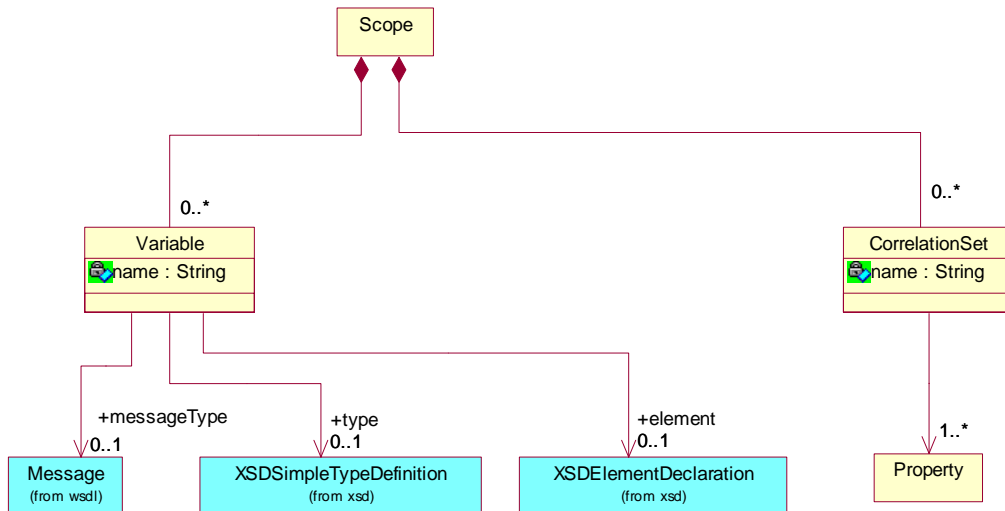 Scope
0..*
0..*
Variable
name : String
CorrelationSet
name : String
+messageType
0..1
+type
0..1
+element
0..1
1..*
Message
(from wsdl)
XSDSimpleTypeDefinition
(from xsd)
XSDElementDeclaration
(from xsd)
Property